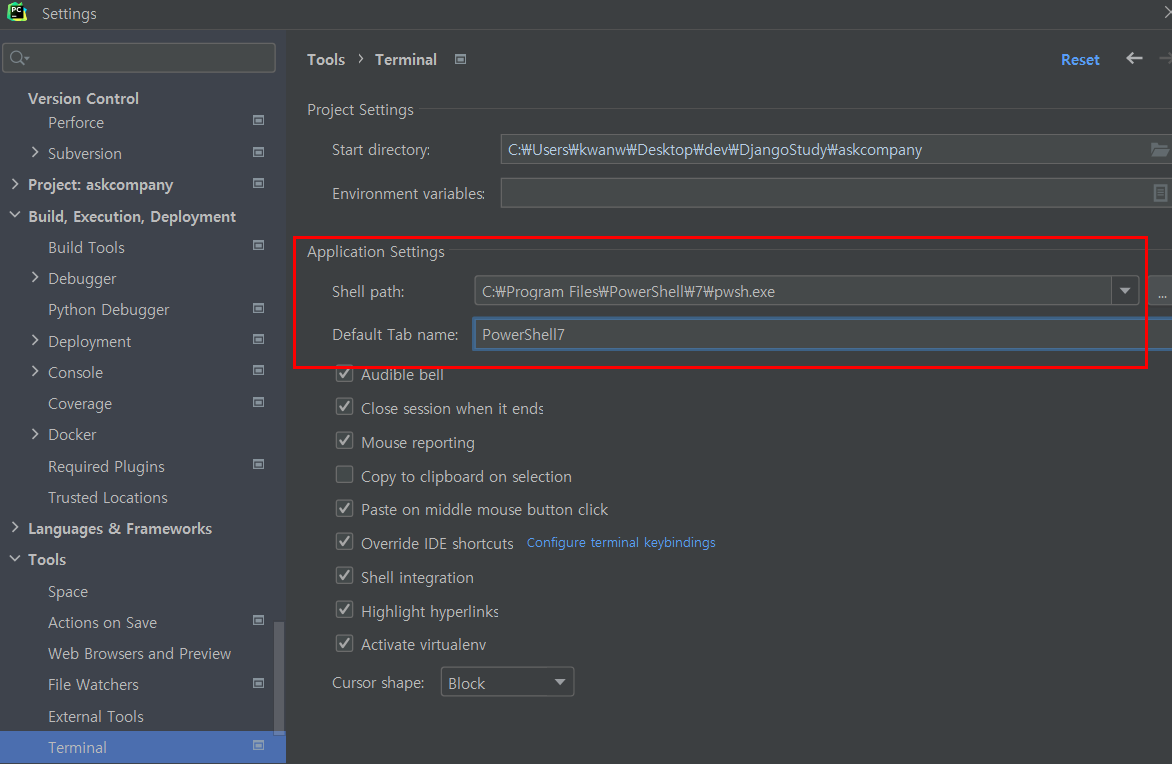 PC
Settings
Version Control
Perforce
Subversion
Project: askcompany
Build, Execution, Deployment
Build Tools
Debugger
Python Debugger
Deployment
Console
Coverage
Docker
Required Plugins
Trusted Locations
Languages & Frameworks
Tools
Space
Actions on Save
Web Browsers and Preview
File Watchers
External Tools
Terminal
Tools › Terminal Reset
Project Settings
Start directory: C:₩Users₩kwanw₩Desktop₩dev₩DjangoStudy₩askcompany
Environment variables:
Application Settings
Shell path: C:₩Program Files₩PowerShell₩7₩pwsh.exe ...
Default Tab name: PowerShell7
Audible bell
Close session when it ends
Mouse reporting
Copy to clipboard on selection
Paste on middle mouse button click
Override IDE shortcuts Configure terminal keybindings
Shell integration
Highlight hyperlinks
Activate virtualenv
Cursor shape: Block